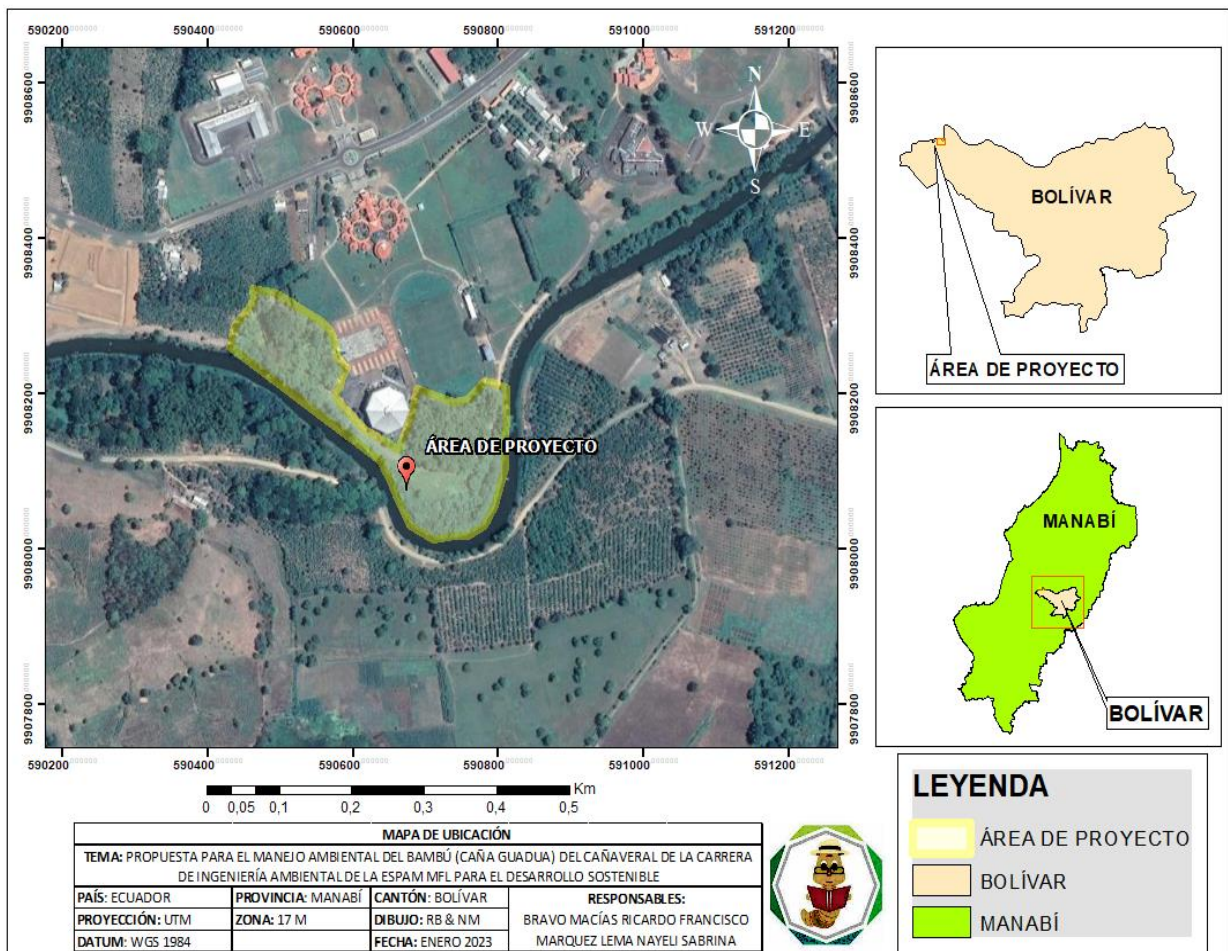 590200 590400 590600 590800 591000 591200
9908600
9908400
9908200
9908000
9907800
9908600
9908400
9908200
9908000
9907800
N
W E
S
ÁREA DE PROYECTO
590200 590400 590600 590800 591000 591200
Km
0 0,05 0,1 0,2 0,3 0,4 0,5
BOLÍVAR
ÁREA DE PROYECTO
MANABÍ
BOLÍVAR
LEYENDA
ÁREA DE PROYECTO
BOLÍVAR
MANABÍ
MAPA DE UBICACIÓN
TEMA: PROPUESTA PARA EL MANEJO AMBIENTAL DEL BAMBÚ (CAÑA GUADUA) DEL CAÑAVERAL DE LA CARRERA
DE INGENIERÍA AMBIENTAL DE LA ESPAM MFL PARA EL DESARROLLO SOSTENIBLE
PAÍS: ECUADOR PROVINCIA: MANABÍ CANTÓN: BOLÍVAR RESPONSABLES:
PROYECCIÓN: UTM ZONA: 17 M DIBUJO: RB & NM BRAVO MACÍAS RICARDO FRANCISCO
DATUM: WGS 1984 FECHA: ENERO 2023 MARQUEZ LEMA NAYELI SABRINA